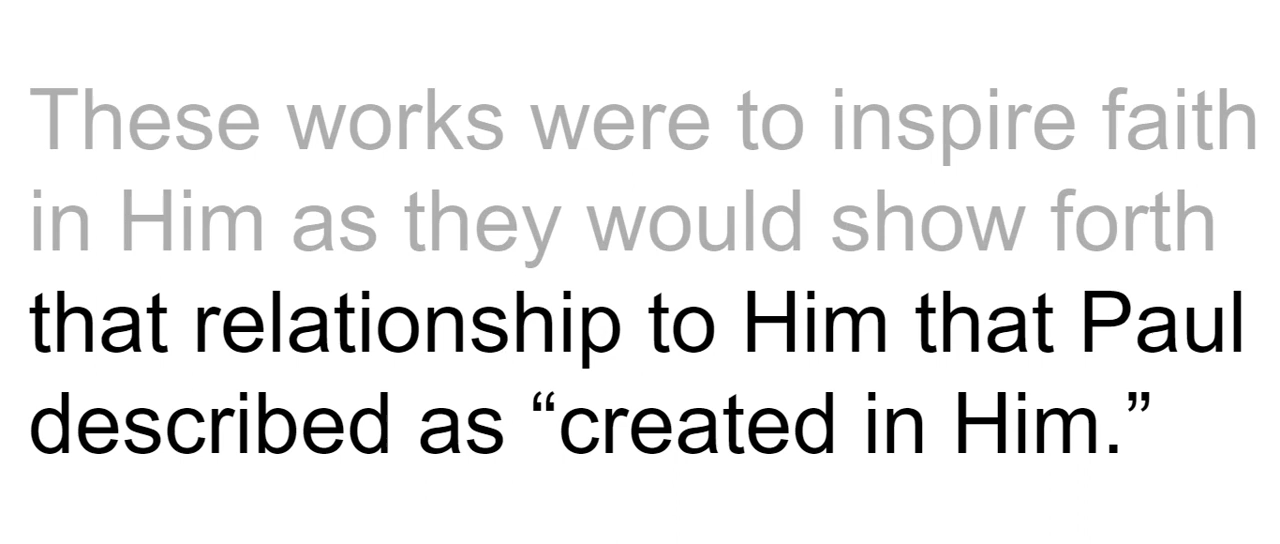 These works were to inspire faith
in Him as they would show forth
that relationship to Him that Paul
described as “created in Him.”